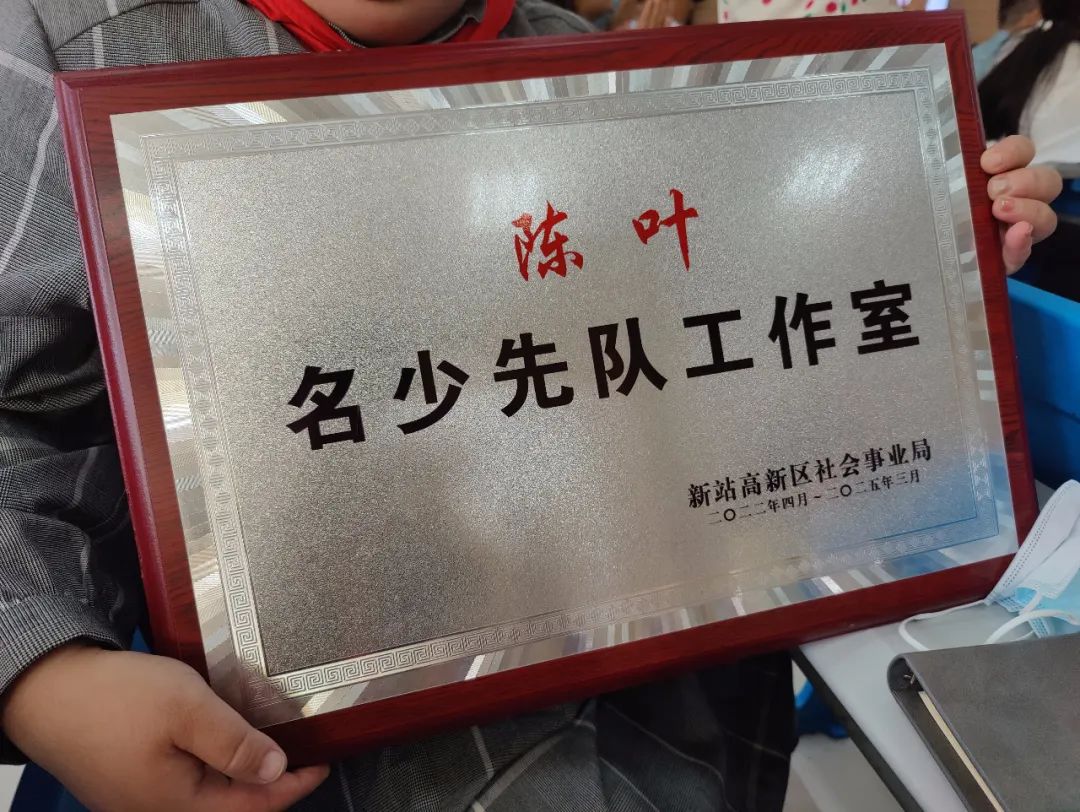 陈叶
名少先队工作室
新站高新区社会事业局
二〇二二年四月～二〇二五年三月